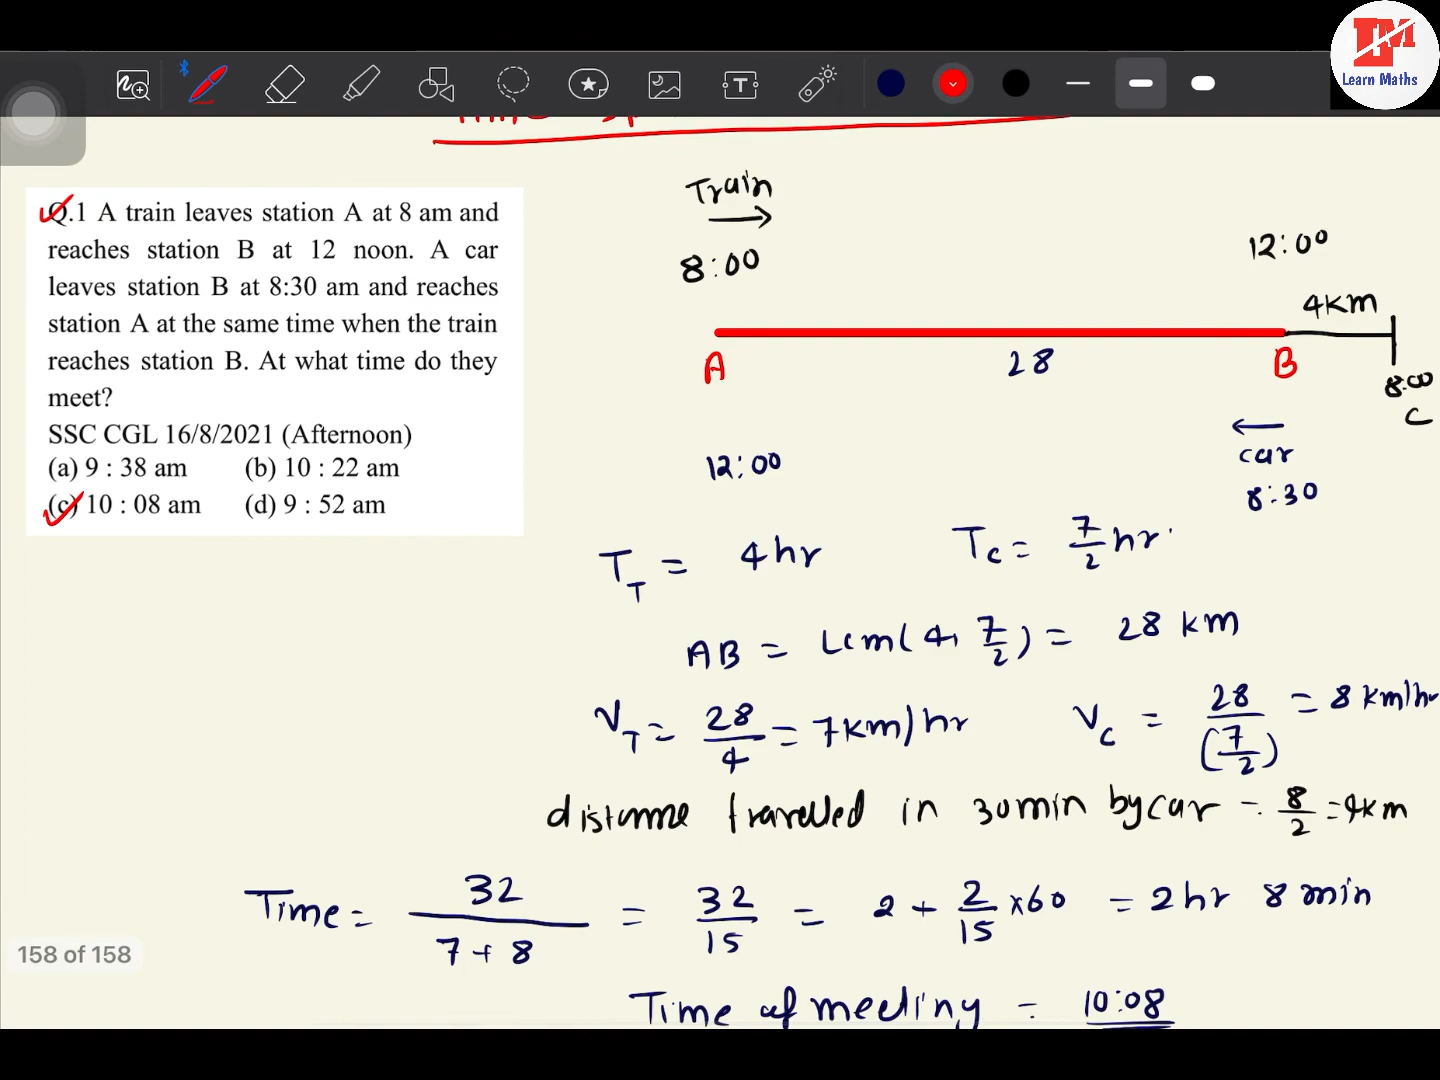 LM
Learn Maths
Q.1 A train leaves station A at 8 am and
reaches station B at 12 noon. A car
leaves station B at 8:30 am and reaches
station A at the same time when the train
reaches station B. At what time do they
meet?
SSC CGL 16/8/2021 (Afternoon)
(a) 9 : 38 am (b) 10 : 22 am
(c) 10 : 08 am (d) 9 : 52 am
Train
8:00
12:00
4km
A 28 B
8:00
C
car
12:00
8:30
T_T = 4hr T_C = 7/2 hr
AB = Lcm(4, 7/2) = 28 km
V_T = 28/4 = 7km/hr V_C = 28/(7/2) = 8 km/hr
distance travelled in 30min by car = 8/2 = 4km
Time = 32/(7+8) = 32/15 = 2 + 2/15 ×60 = 2hr 8 min
158 of 158
Time of meeting = 10:08